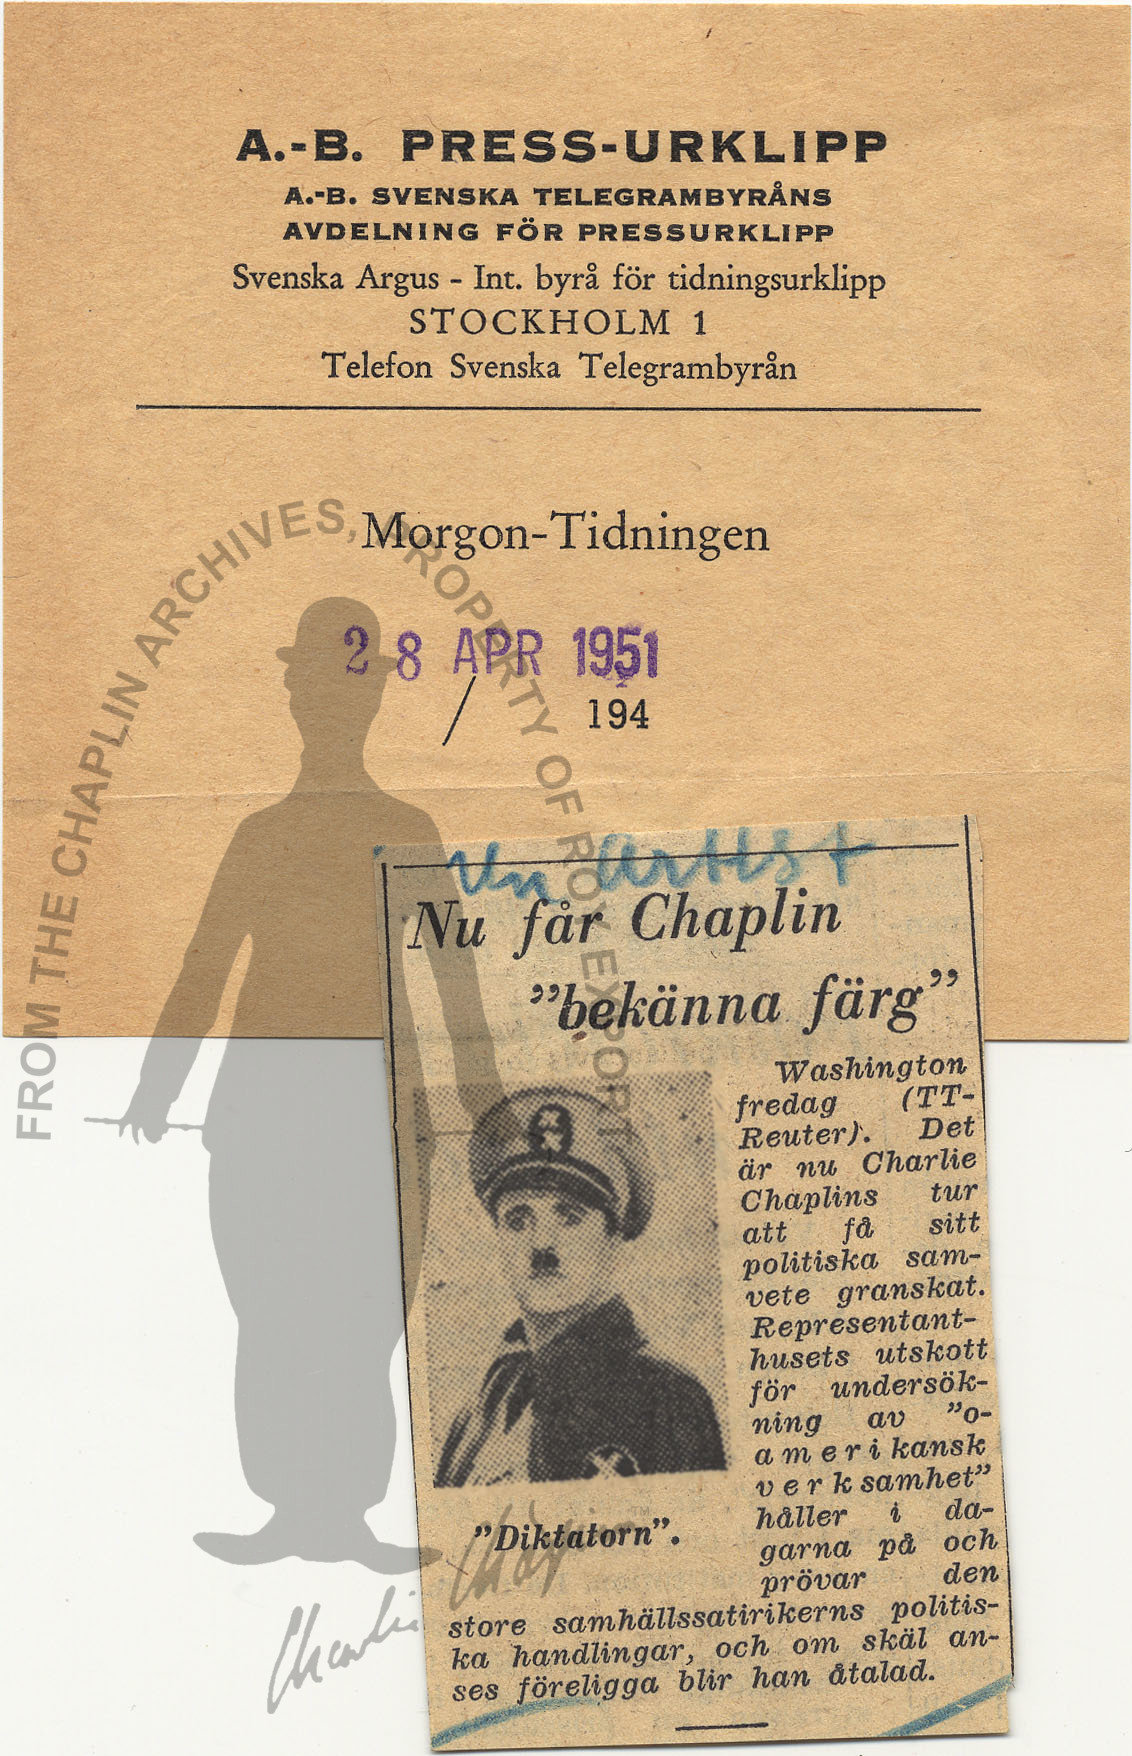 A.-B. PRESS-URKLIPP
A.-B. SVENSKA TELEGRAMBYRÅNS
AVDELNING FÖR PRESSURKLIPP
Svenska Argus - Int. byrå för tidningsurklipp
STOCKHOLM 1
Telefon Svenska Telegrambyrån
Morgon-Tidningen
28 APR 1951
/ 194
FROM THE CHAPLIN ARCHIVES, PROPERTY OF ROY EXPORT
Un Artist
Nu får Chaplin
"bekänna färg"
Washington
fredag (TT-
Reuter). Det
är nu Charlie
Chaplins tur
att få sitt
politiska sam-
vete granskat.
Representant-
husets utskott
för undersök-
ning av "o-
amerikansk
verksamhet"
håller i da-
garna på och
prövar den
store samhällssatirikerns politis-
ka handlingar, och om skäl an-
ses föreligga blir han åtalad.
"Diktatorn".
Charlie Chaplin